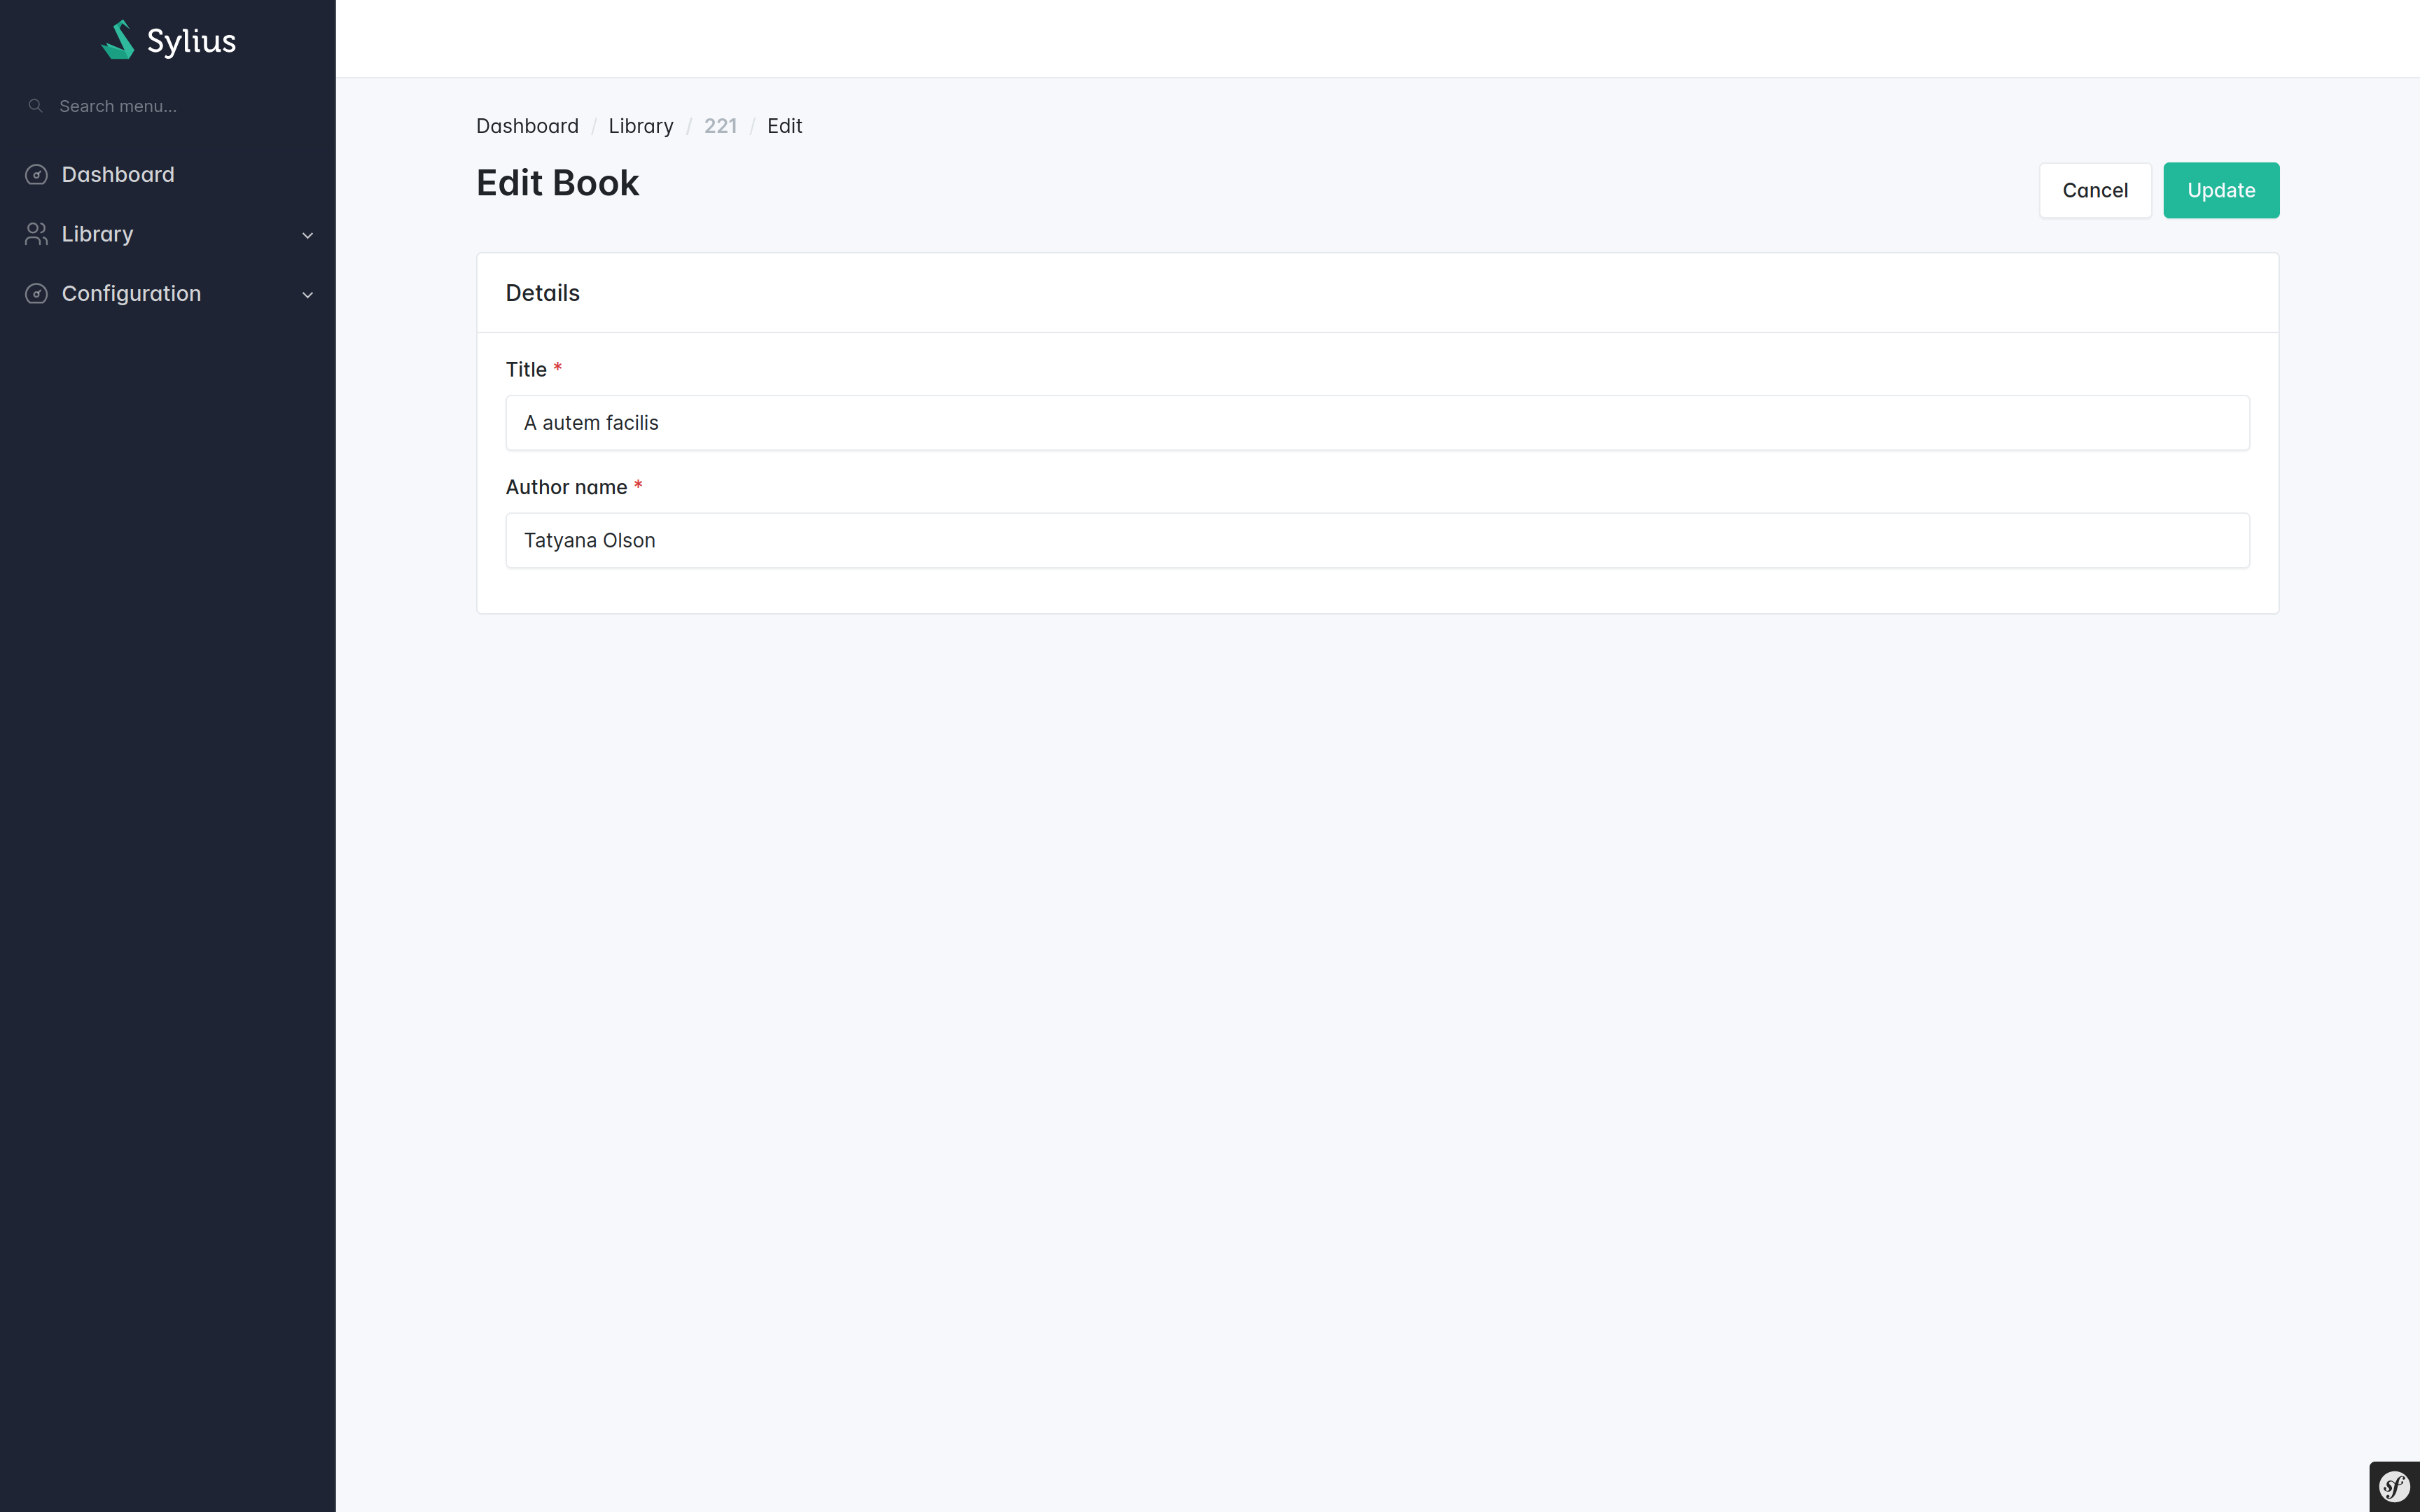 Sylius
Search menu...
Dashboard
Library
Configuration
Dashboard / Library / 221 / Edit
Edit Book
Cancel
Update
Details
Title *
A autem facilis
Author name *
Tatyana Olson
sf